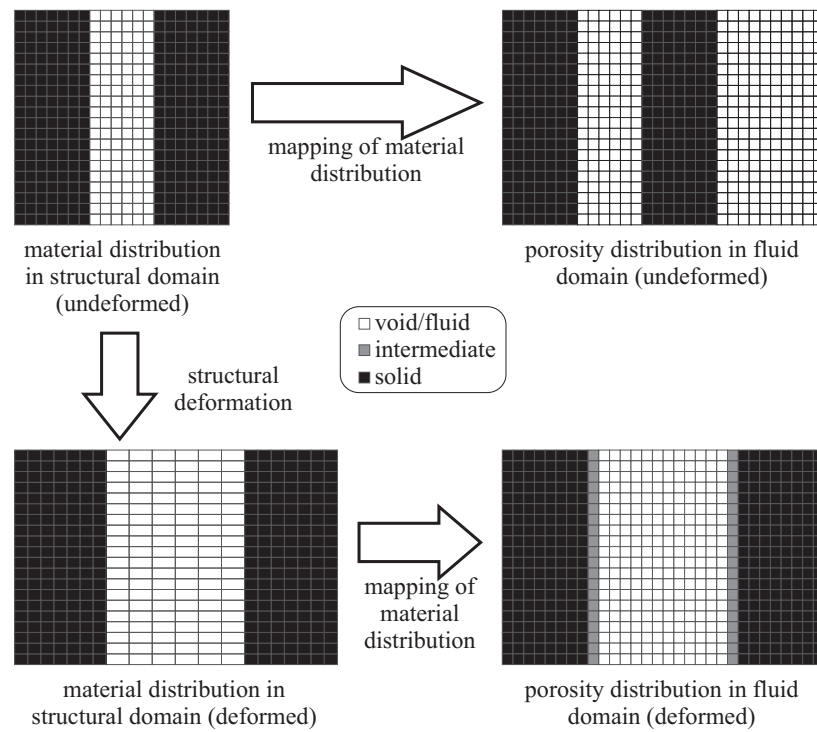 mapping of material
distribution
material distribution
in structural domain
(undeformed)
porosity distribution in fluid
domain (undeformed)
void/fluid
intermediate
solid
structural
deformation
mapping of
material
distribution
material distribution in
structural domain (deformed)
porosity distribution in fluid
domain (deformed)